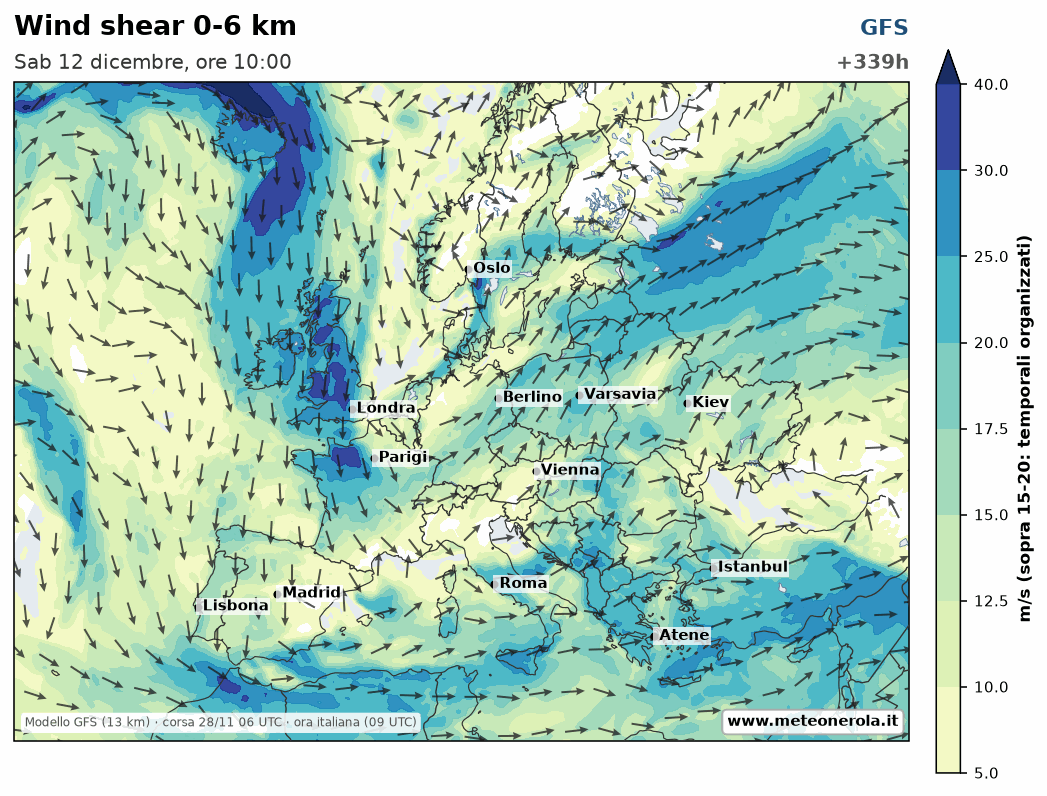 Wind shear 0-6 km
GFS
Sab 12 dicembre, ore 10:00
+339h
40.0
30.0
25.0
20.0
17.5
15.0
12.5
10.0
5.0
m/s (sopra 15-20: temporali organizzati)
Oslo
Berlino
Varsavia
Kiev
Londra
Parigi
Vienna
Istanbul
Roma
Madrid
Lisbona
Atene
Modello GFS (13 km) · corsa 28/11 06 UTC · ora italiana (09 UTC)
www.meteonerola.it